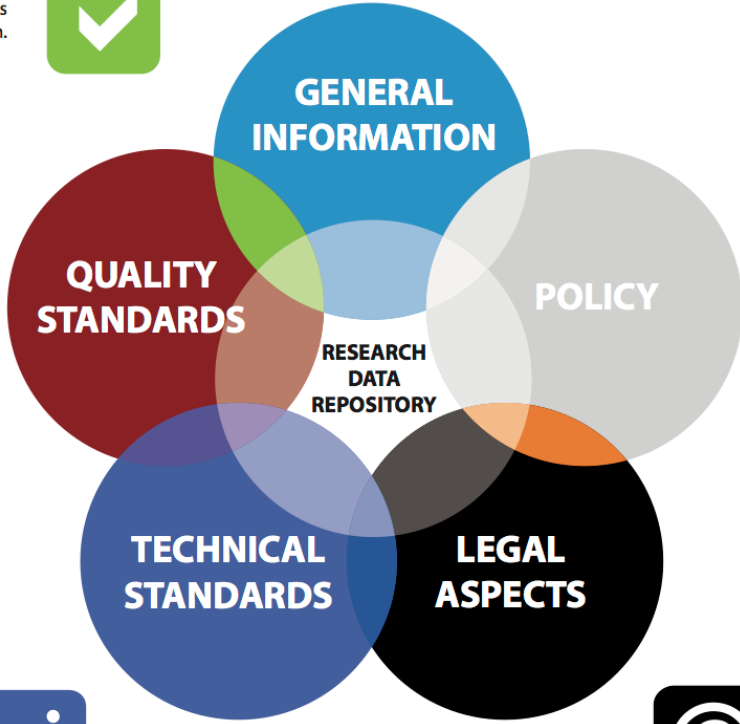 n.
GENERAL
INFORMATION
QUALITY
STANDARDS
POLICY
RESEARCH
DATA
REPOSITORY
TECHNICAL
STANDARDS
LEGAL
ASPECTS